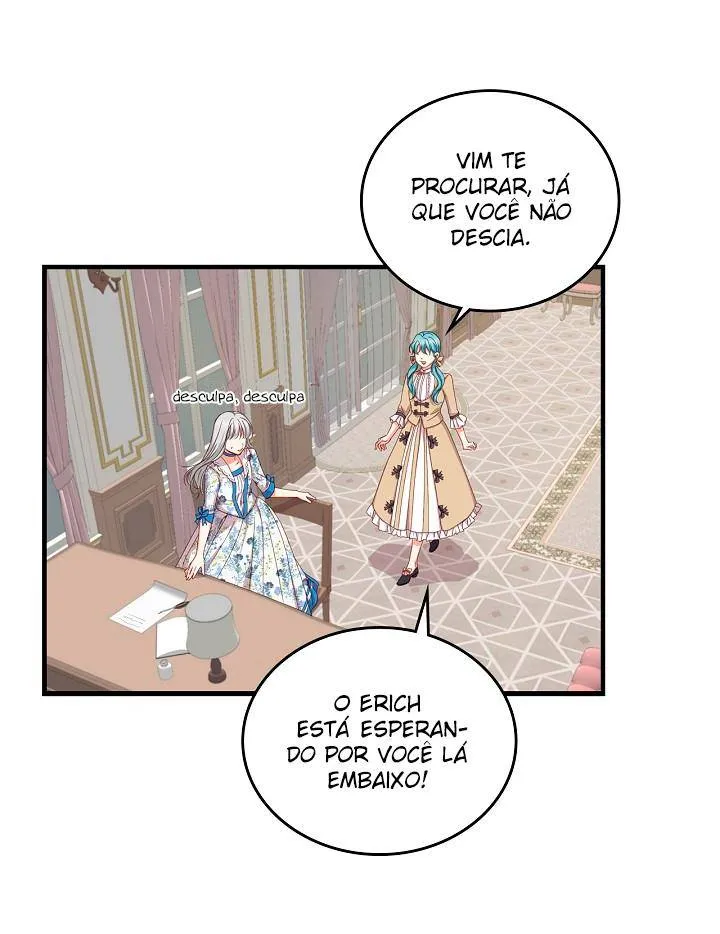 VIM TE
PROCURAR, JÁ
QUE VOCÊ NÃO
DESCIA.
desculpa, desculpa
O ERICH
ESTÁ ESPERAN-
DO POR VOCÊ LÁ
EMBAIXO!